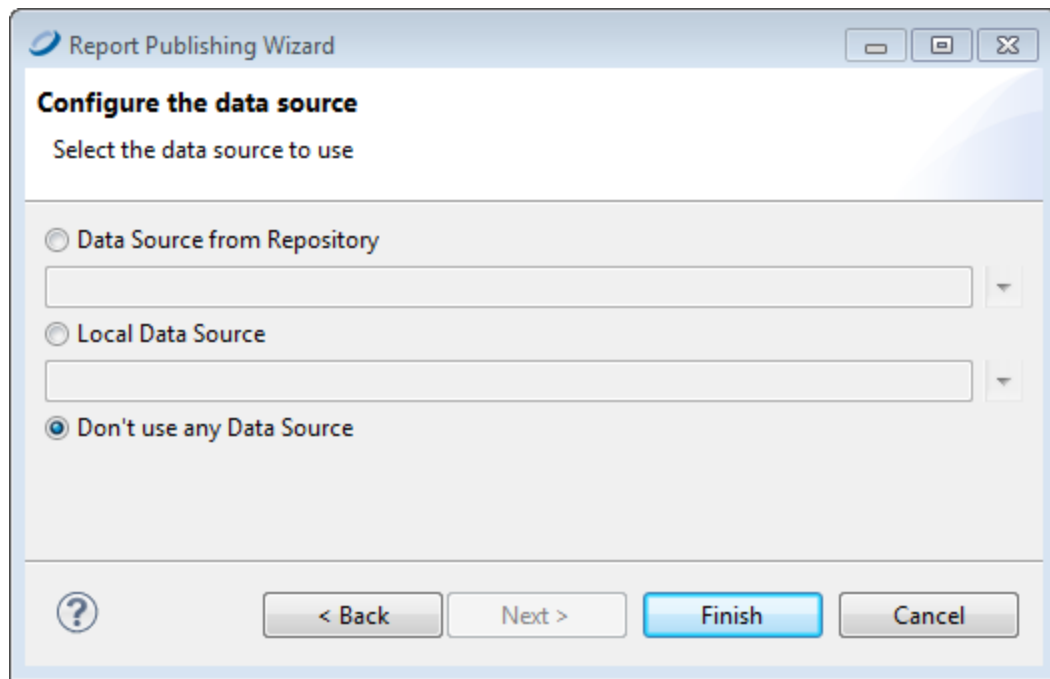 Report Publishing Wizard
Configure the data source
Select the data source to use
Data Source from Repository
Local Data Source
Don't use any Data Source
?
< Back
Next >
Finish
Cancel